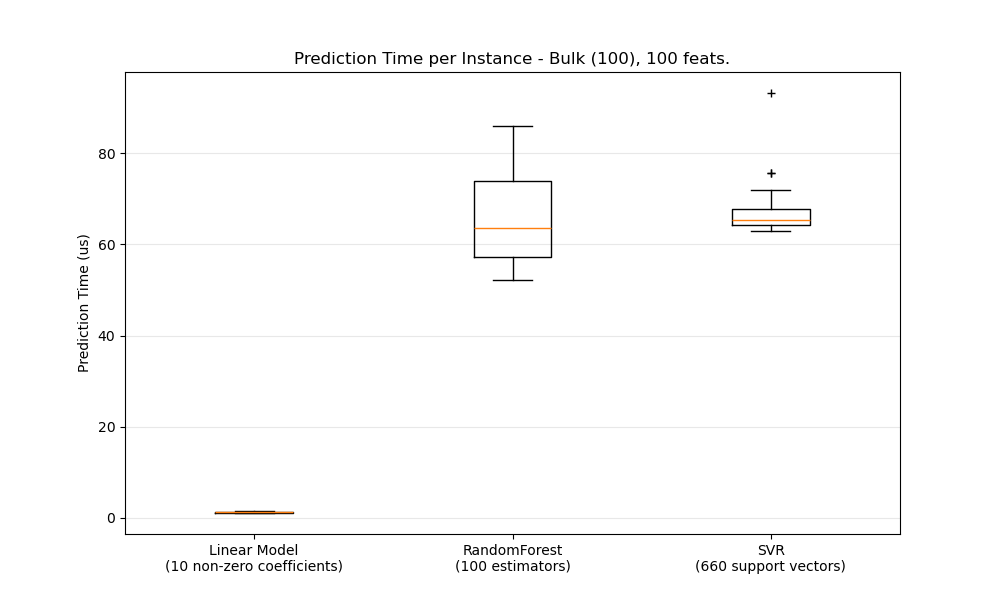 Prediction Time per Instance - Bulk (100), 100 feats.
Prediction Time (us)
80
60
40
20
0
Linear Model
(10 non-zero coefficients)
RandomForest
(100 estimators)
SVR
(660 support vectors)